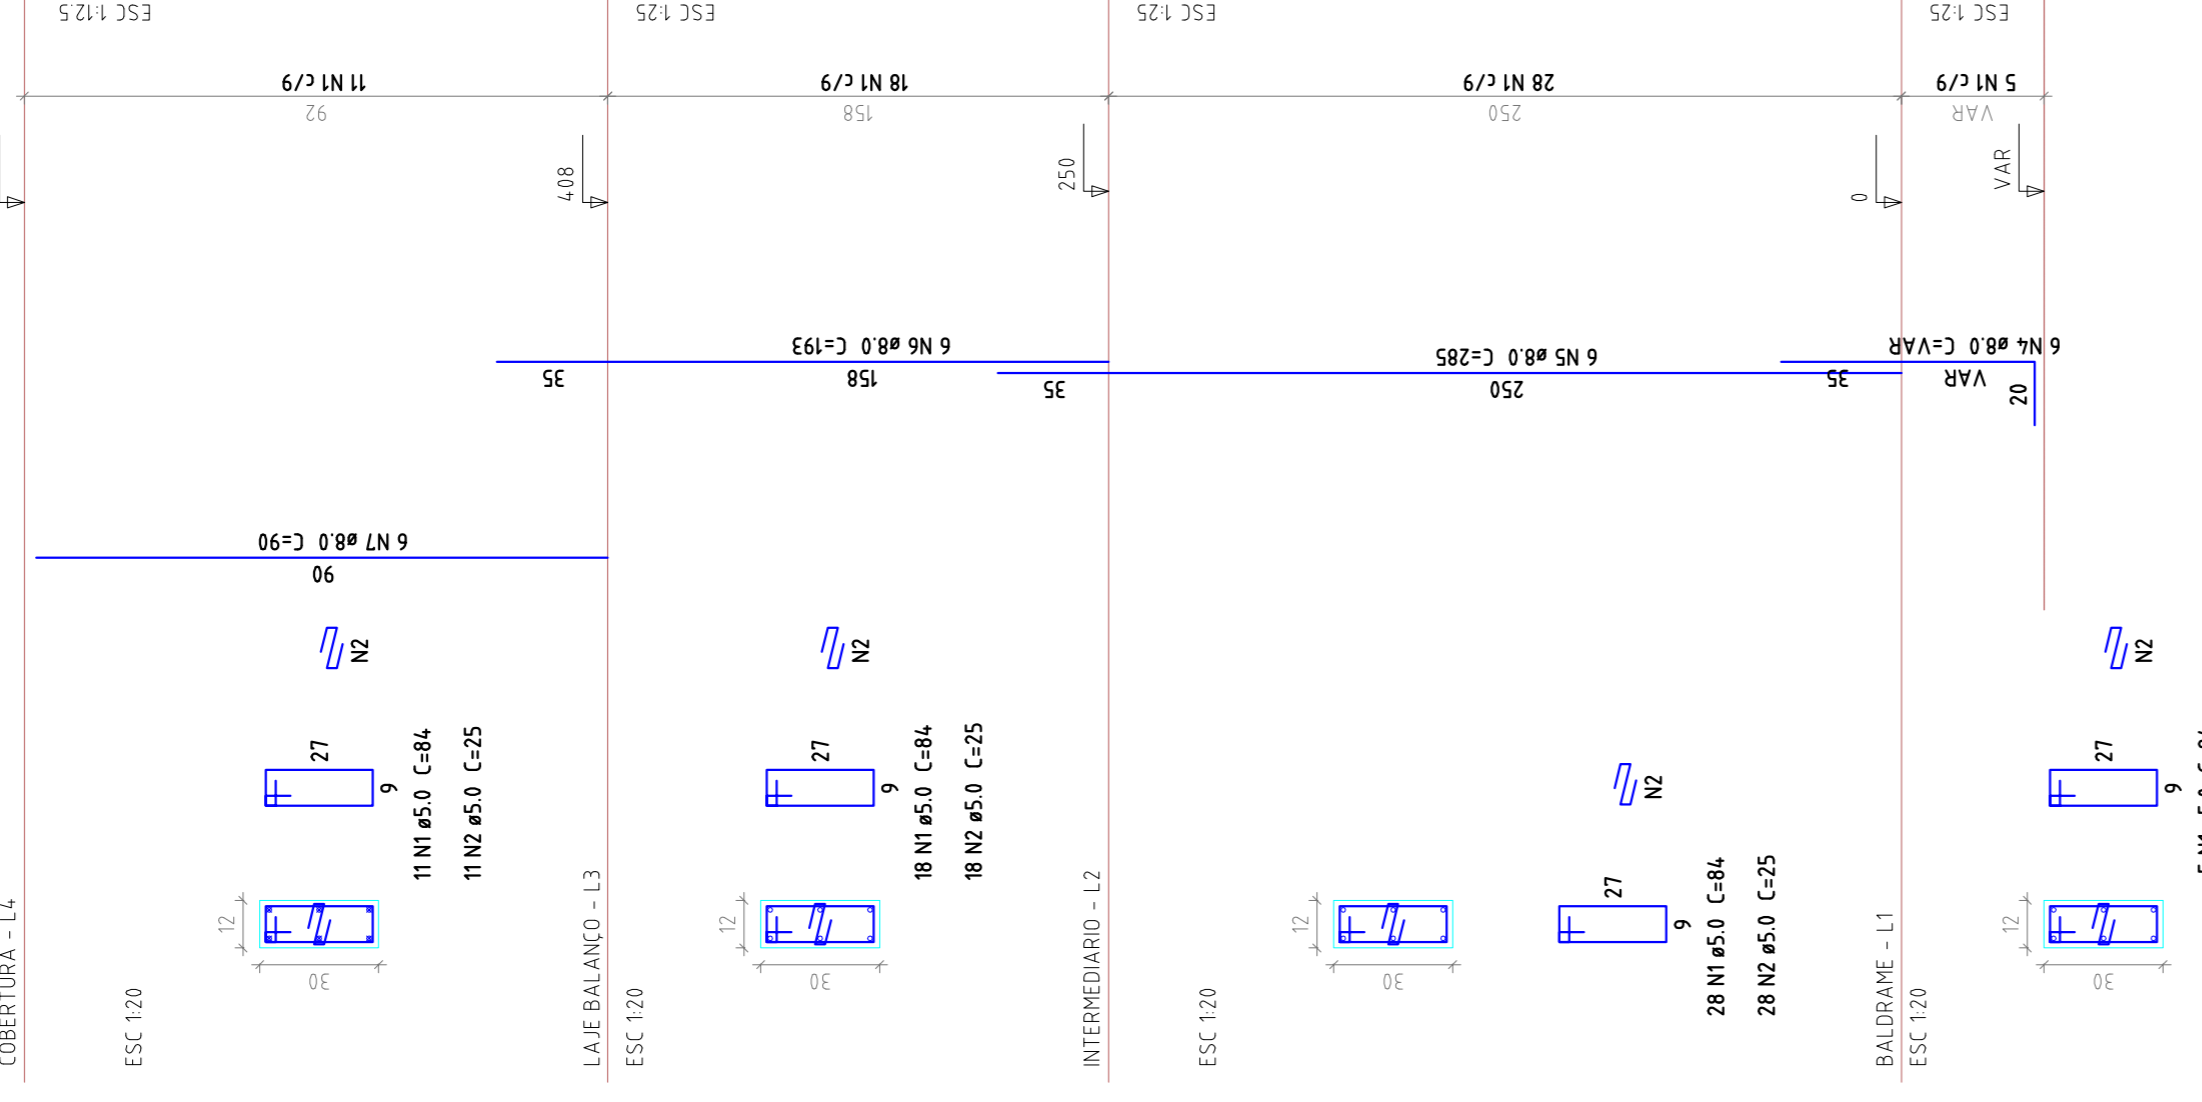 ESC 1:12.5
ESC 1:25
ESC 1:25
ESC 1:25
11 N1 c/9
18 N1 c/9
28 N1 c/9
5 N1 c/9
92
158
250
VAR
408
250
0
VAR
6 N6 ø8.0 C=193
35
158
6 N5 ø8.0 C=285
35
250
6 N4 ø8.0 C=VAR
35
VAR
20
6 N7 ø8.0 C=90
90
N2
N2
N2
N2
27
9
11 N1 ø5.0 C=84
11 N2 ø5.0 C=25
27
9
18 N1 ø5.0 C=84
18 N2 ø5.0 C=25
27
9
28 N1 ø5.0 C=84
28 N2 ø5.0 C=25
27
9
12
30
12
30
12
30
12
30
COBERTURA - L4
ESC 1:20
LAJE BALANÇO - L3
ESC 1:20
INTERMEDIARIO - L2
ESC 1:20
BALDRAME - L1
ESC 1:20